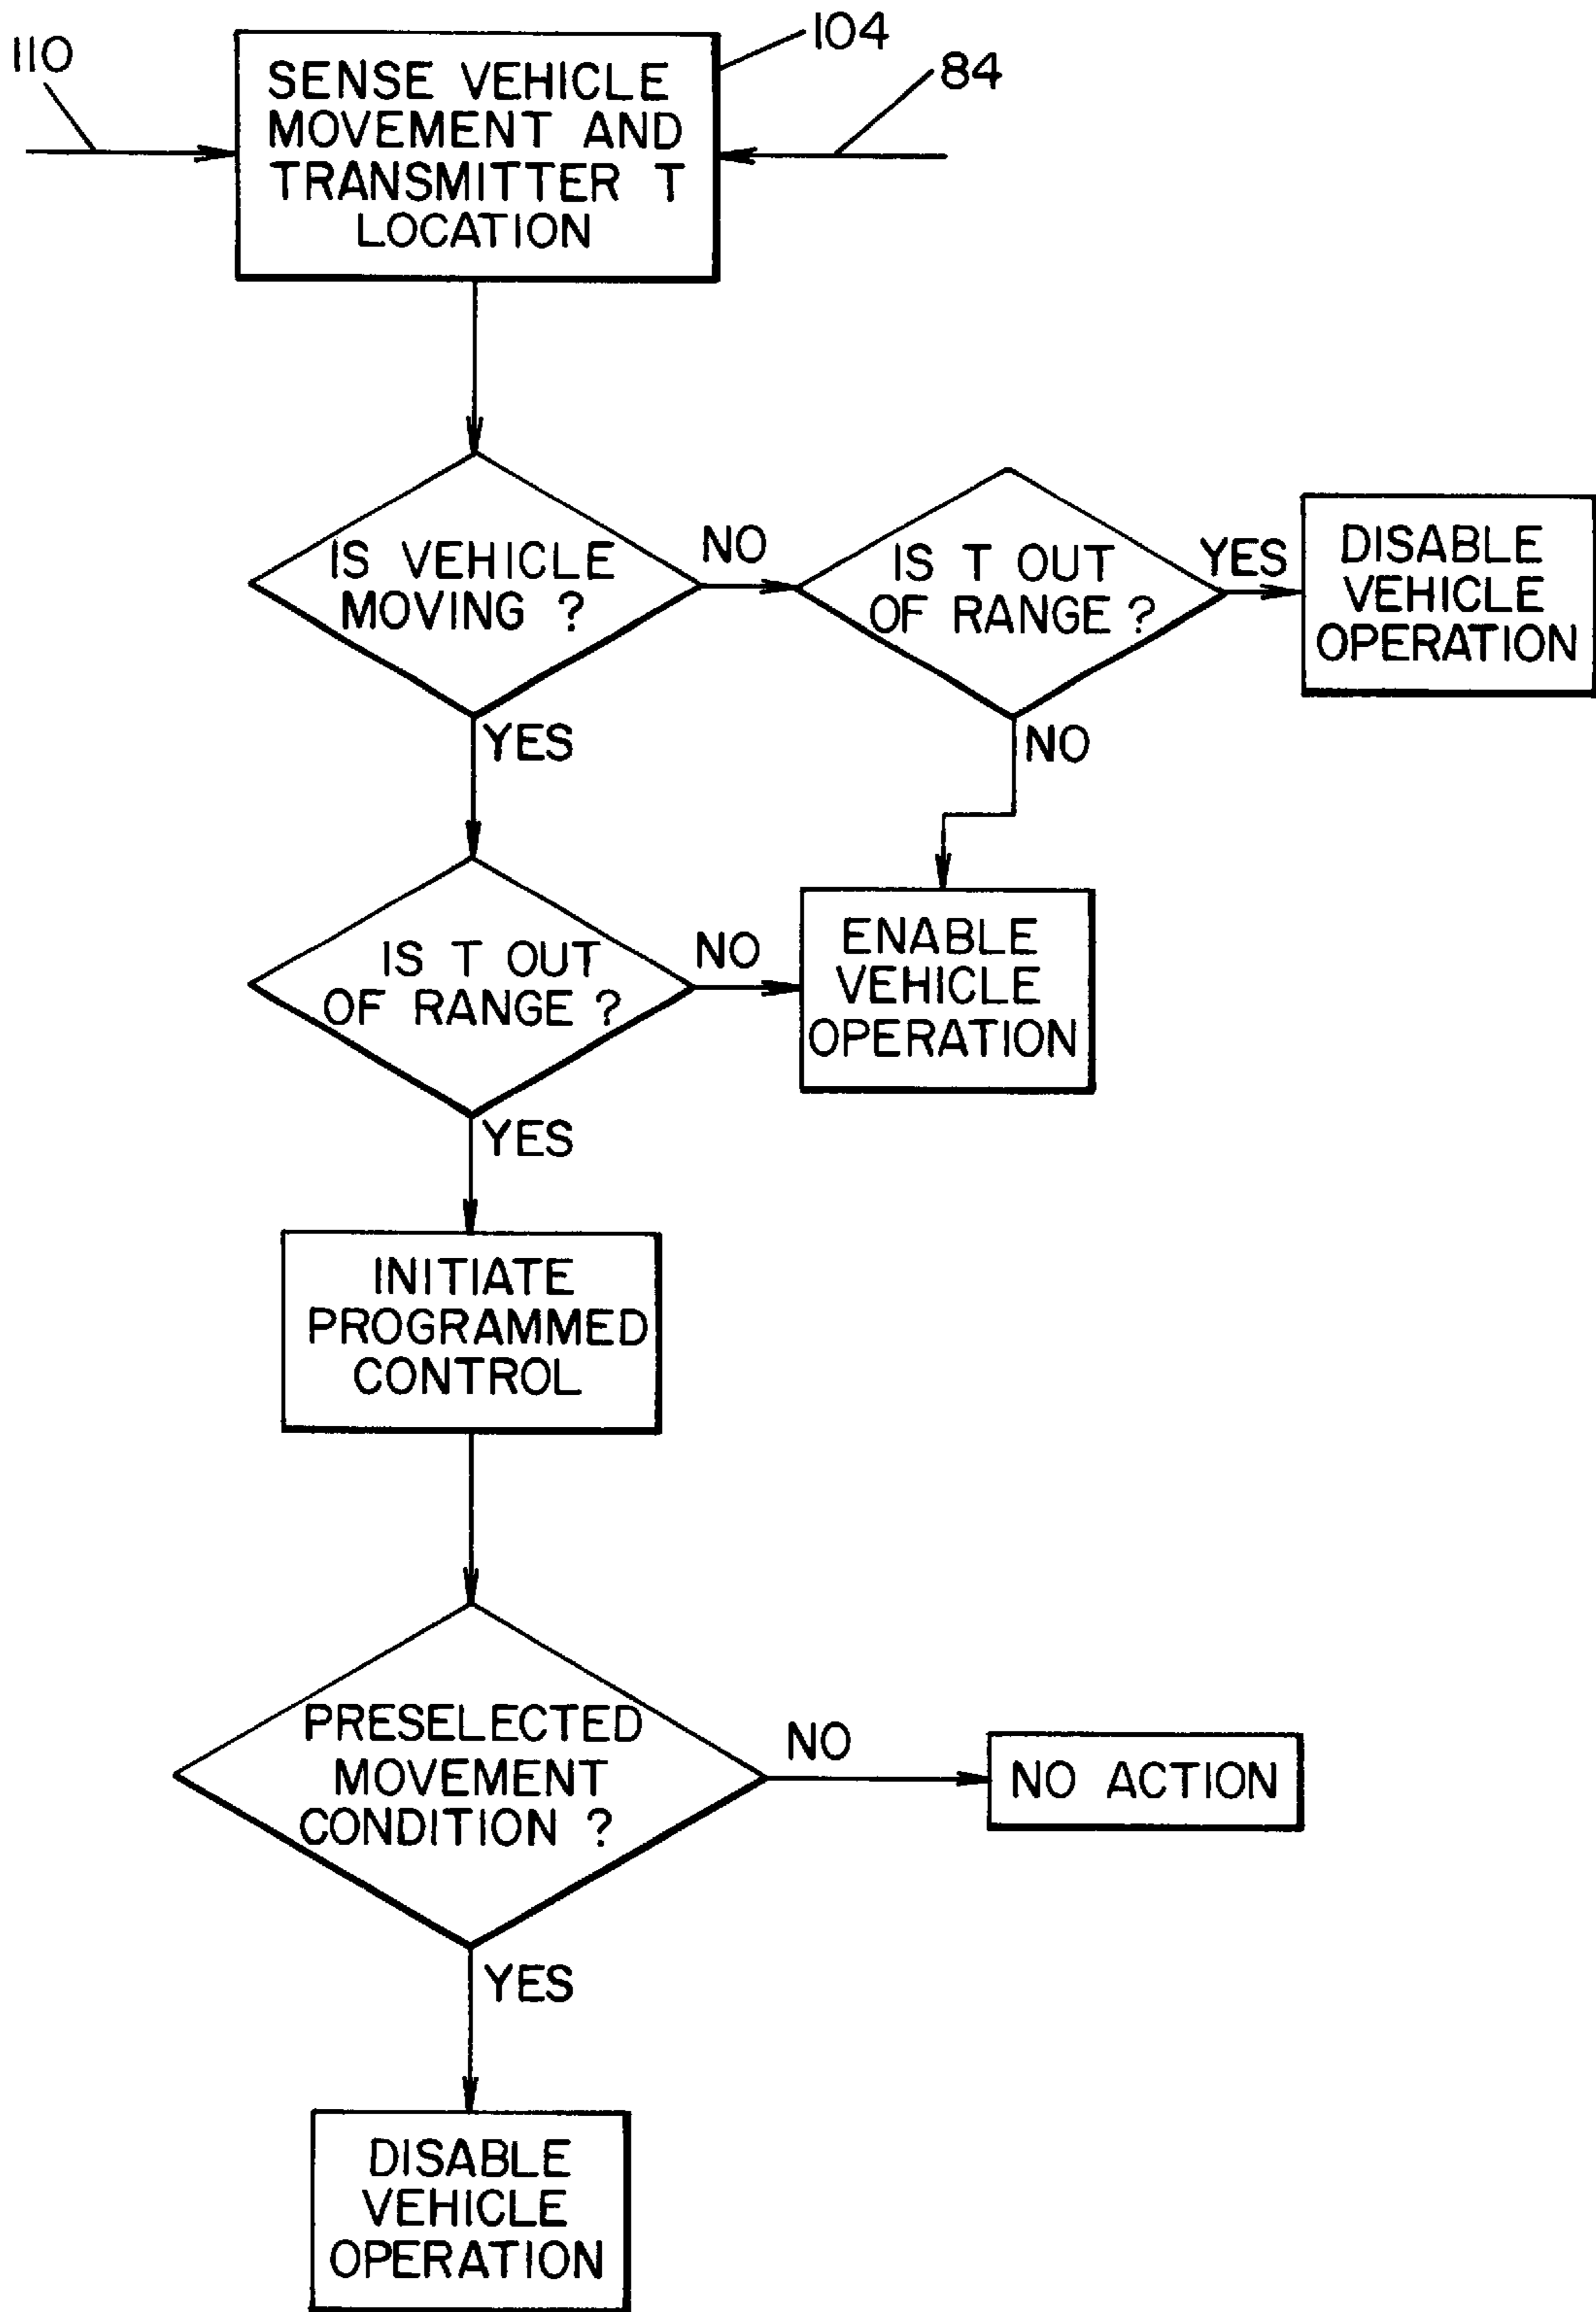 110
104
84
SENSE VEHICLE
MOVEMENT AND
TRANSMITTER T
LOCATION
IS VEHICLE
MOVING ?
NO
IS T OUT
OF RANGE ?
YES
DISABLE
VEHICLE
OPERATION
YES
NO
IS T OUT
OF RANGE ?
NO
ENABLE
VEHICLE
OPERATION
YES
INITIATE
PROGRAMMED
CONTROL
PRESELECTED
MOVEMENT
CONDITION ?
NO
NO ACTION
YES
DISABLE
VEHICLE
OPERATION